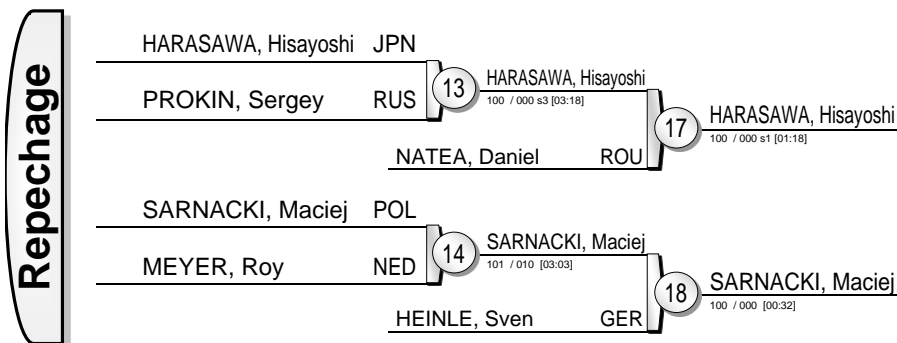 Repechage
HARASAWA, Hisayoshi JPN
PROKIN, Sergey RUS
13
HARASAWA, Hisayoshi
100 / 000 s3 [03:18]
NATEA, Daniel ROU
17
HARASAWA, Hisayoshi
100 / 000 s1 [01:18]
SARNACKI, Maciej POL
MEYER, Roy NED
14
SARNACKI, Maciej
101 / 010 [03:03]
HEINLE, Sven GER
18
SARNACKI, Maciej
100 / 000 [00:32]